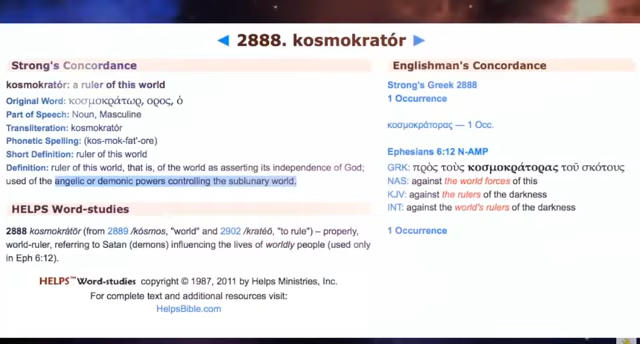 2888. kosmokratór
Strong's Concordance
kosmokratór: a ruler of this world
Original Word: κοσμοκράτωρ, ορος, ὁ
Part of Speech: Noun, Masculine
Transliteration: kosmokratór
Phonetic Spelling: (kos-mok-fat'-ore)
Short Definition: ruler of this world
Definition: ruler of this world, that is, of the world as asserting its independence of God;
used of the angelic or demonic powers controlling the sublunary world.
HELPS Word-studies
2888 kosmokrátōr (from 2889 /kósmos, "world" and 2902 /kratéō, "to rule") – properly,
world-ruler, referring to Satan (demons) influencing the lives of worldly people (used only
in Eph 6:12).
HELPS™Word-studies copyright © 1987, 2011 by Helps Ministries, Inc.
For complete text and additional resources visit:
HelpsBible.com
Englishman's Concordance
Strong's Greek 2888
1 Occurrence
κοσμοκράτορας — 1 Occ.
Ephesians 6:12 N-AMP
GRK: πρὸς τοὺς κοσμοκράτορας τοῦ σκότους
NAS: against the world forces of this
KJV: against the rulers of the darkness
INT: against the world's rulers of the darkness
1 Occurrence